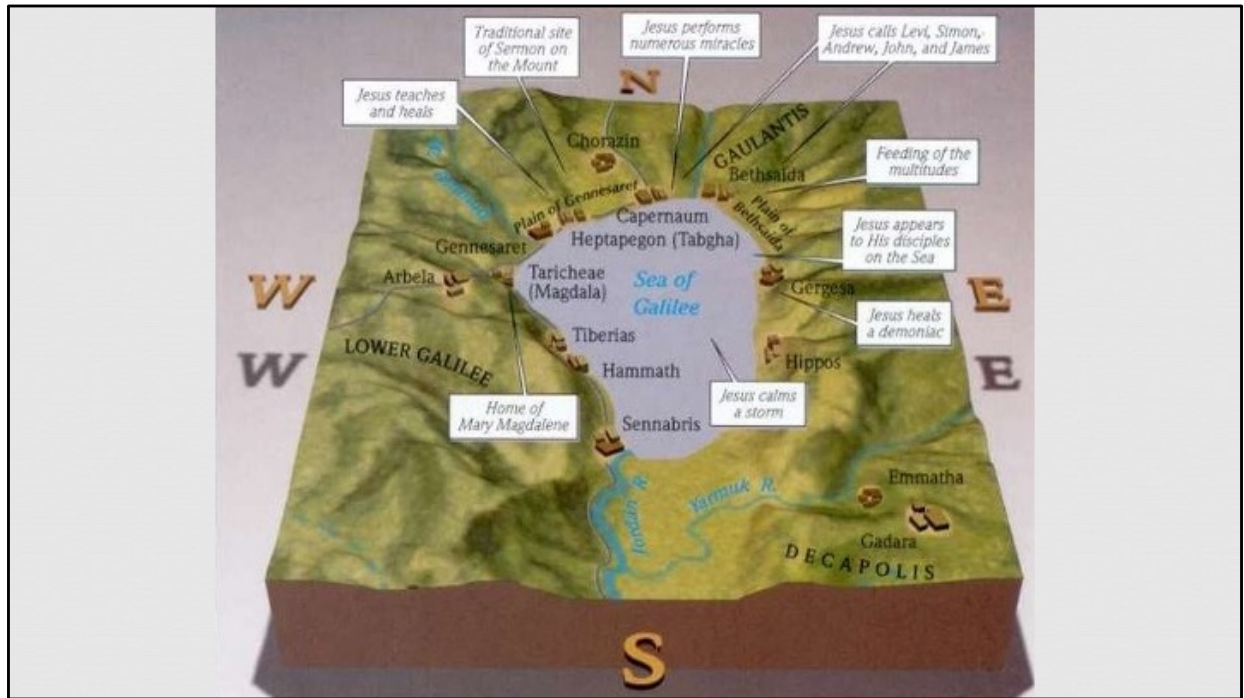 Traditional site
of Sermon on
the Mount
Jesus performs
numerous miracles
Jesus calls Levi, Simon,
Andrew, John, and James
N
Jesus teaches
and heals
Chorazin
GAULANTIS
Bethsaida
Feeding of the
multitudes
Plain of Gennesaret
Plain of
Bethsaida
Capernaum
Heptapegon (Tabgha)
Jesus appears
to His disciples
on the Sea
Gennesaret
Arbela
Taricheae
(Magdala)
Sea of
Galilee
Gergesa
W
E
Jesus heals
a demoniac
Tiberias
LOWER GALILEE
Hammath
Hippos
W
E
Jesus calms
a storm
Home of
Mary Magdalene
Sennabris
Jordan R.
Yarmuk R.
Emmatha
Gadara
DECAPOLIS
S